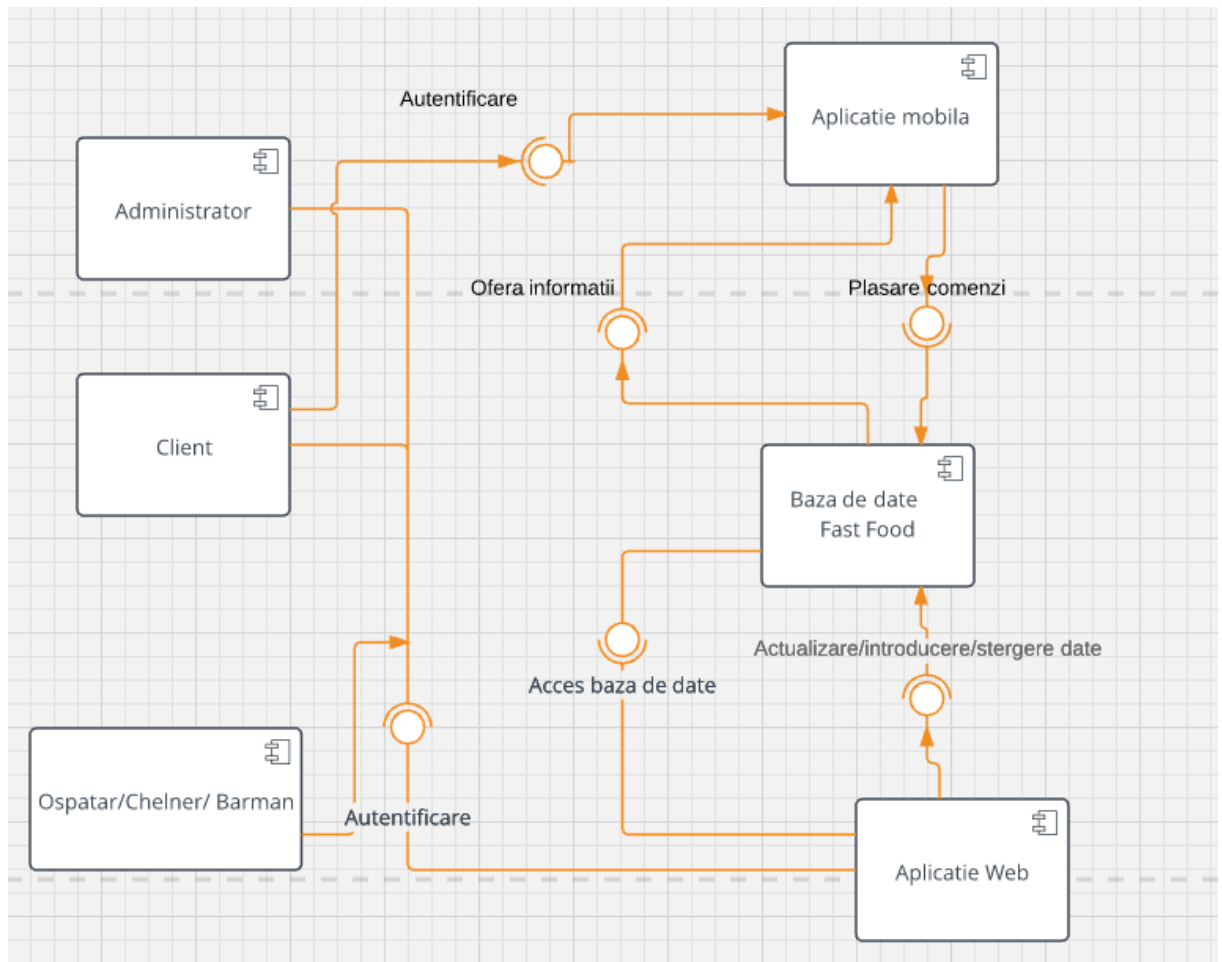 Aplicatie mobila
Autentificare
Administrator
Ofera informatii
Plasare comenzi
Client
Baza de date
Fast Food
Actualizare/introducere/stergere date
Acces baza de date
Ospatar/Chelner/ Barman
Autentificare
Aplicatie Web